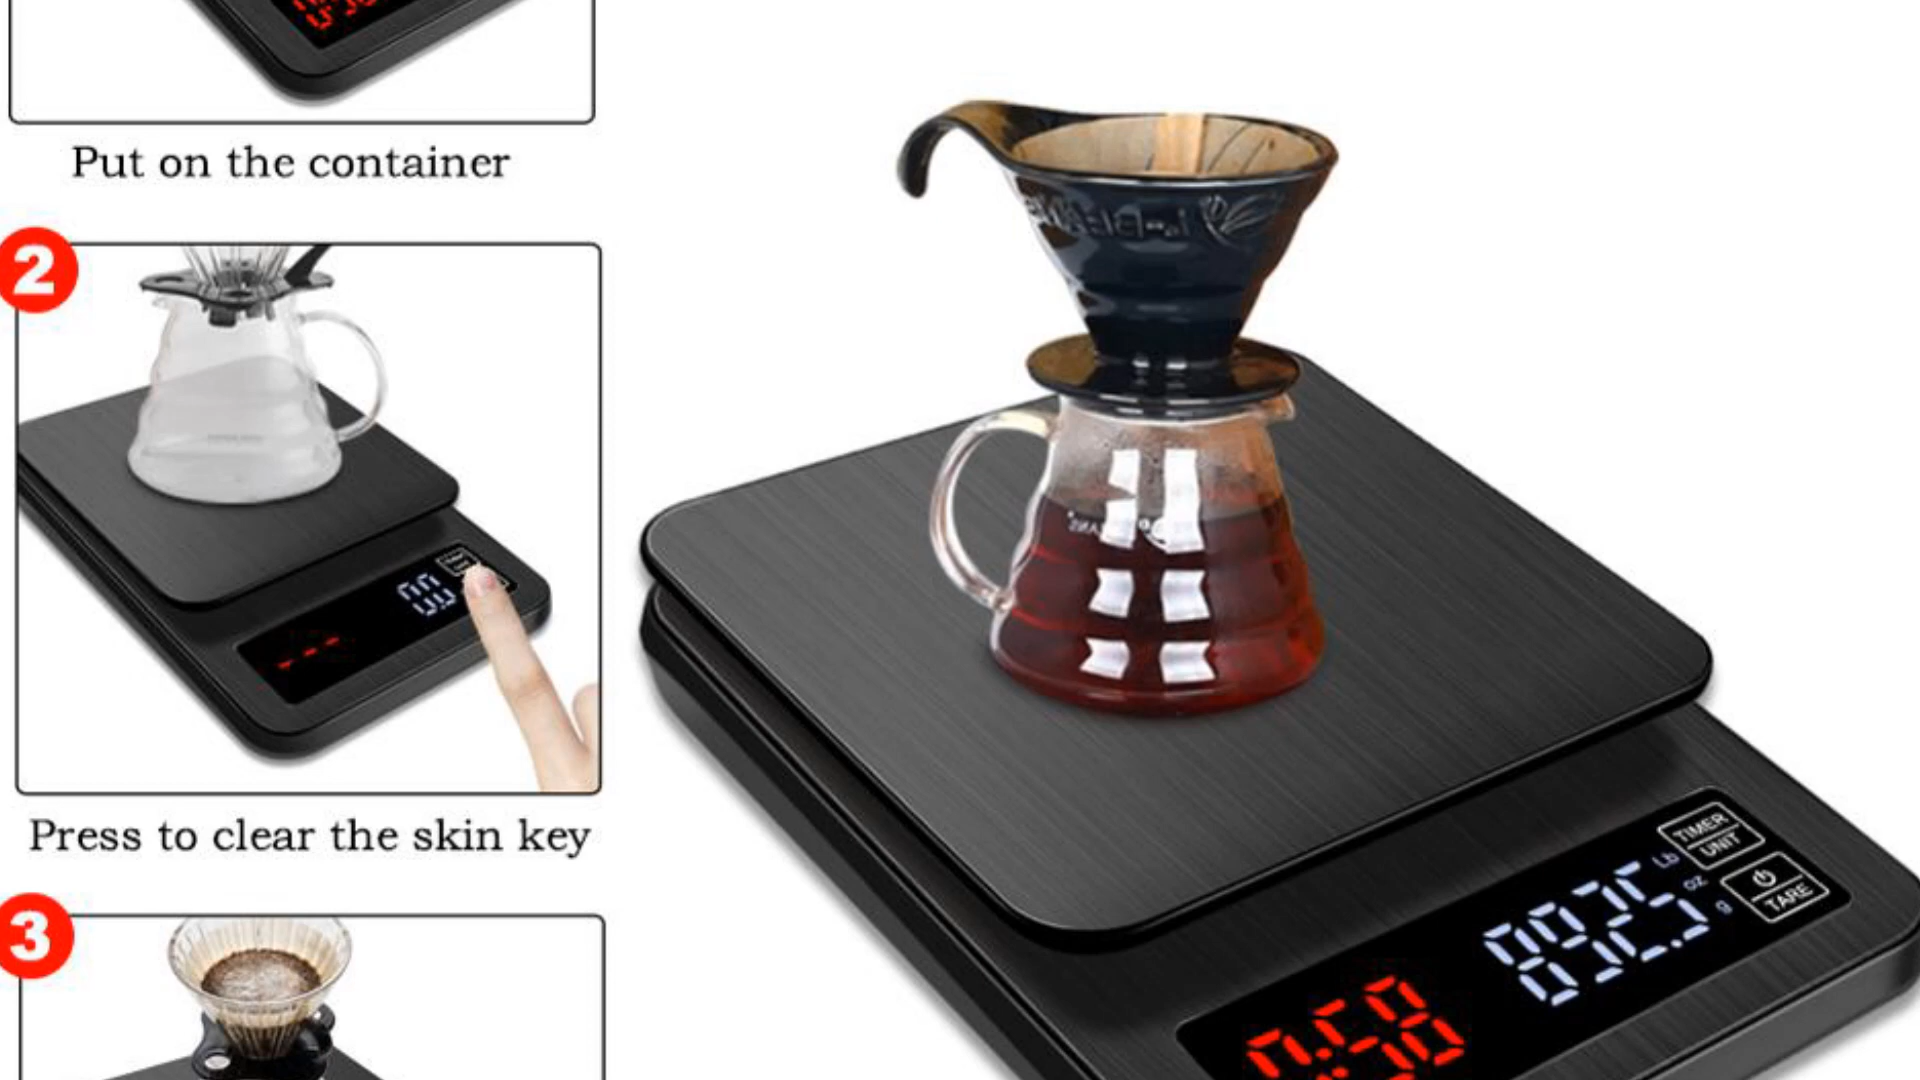 Put on the container
2
Press to clear the skin key
3
TIMER
UNIT
Lb
oz
g
TARE